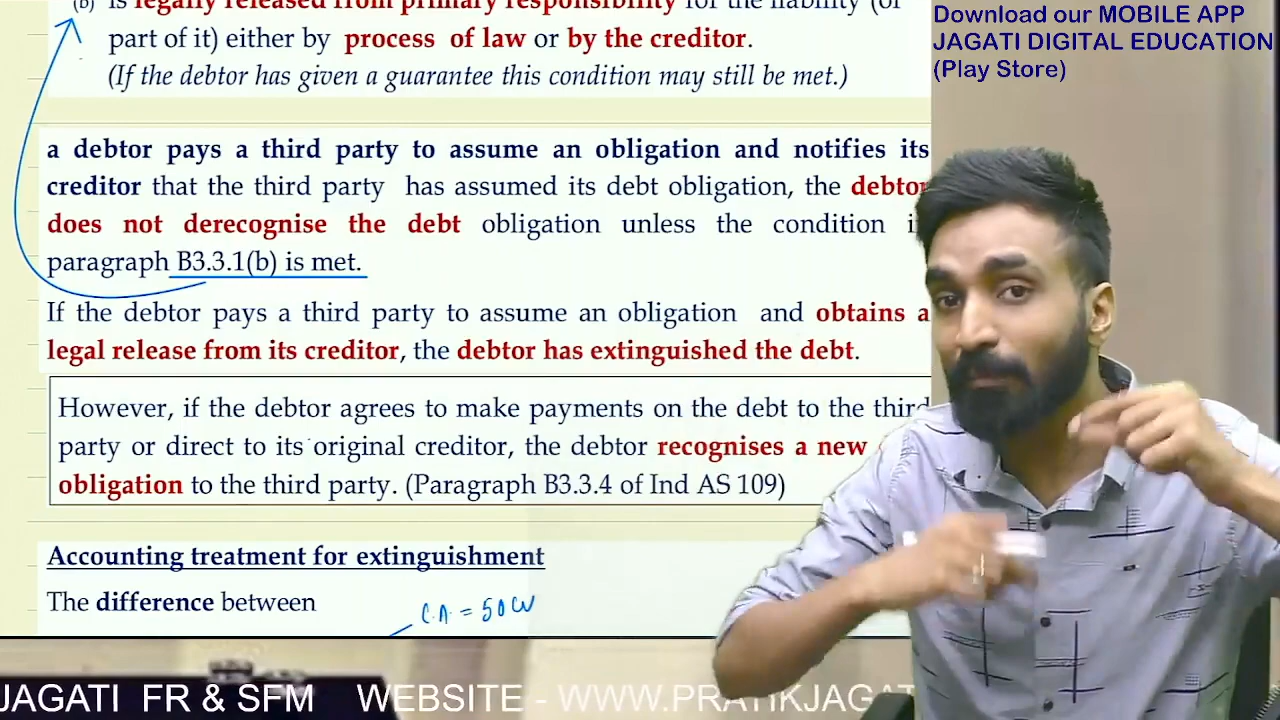 (b) is legally released from primary responsibility for the liability (or
part of it) either by process of law or by the creditor.
(If the debtor has given a guarantee this condition may still be met.)
a debtor pays a third party to assume an obligation and notifies its
creditor that the third party has assumed its debt obligation, the debtor
does not derecognise the debt obligation unless the condition i
paragraph B3.3.1(b) is met.
If the debtor pays a third party to assume an obligation and obtains a
legal release from its creditor, the debtor has extinguished the debt.
However, if the debtor agrees to make payments on the debt to the third
party or direct to its original creditor, the debtor recognises a new
obligation to the third party. (Paragraph B3.3.4 of Ind AS 109)
Accounting treatment for extinguishment
The difference between
C.A. = 50
Download our MOBILE APP
JAGATI DIGITAL EDUCATION
(Play Store)
JAGATI FR & SFM WEBSITE - WWW.PRATIKJAGAT